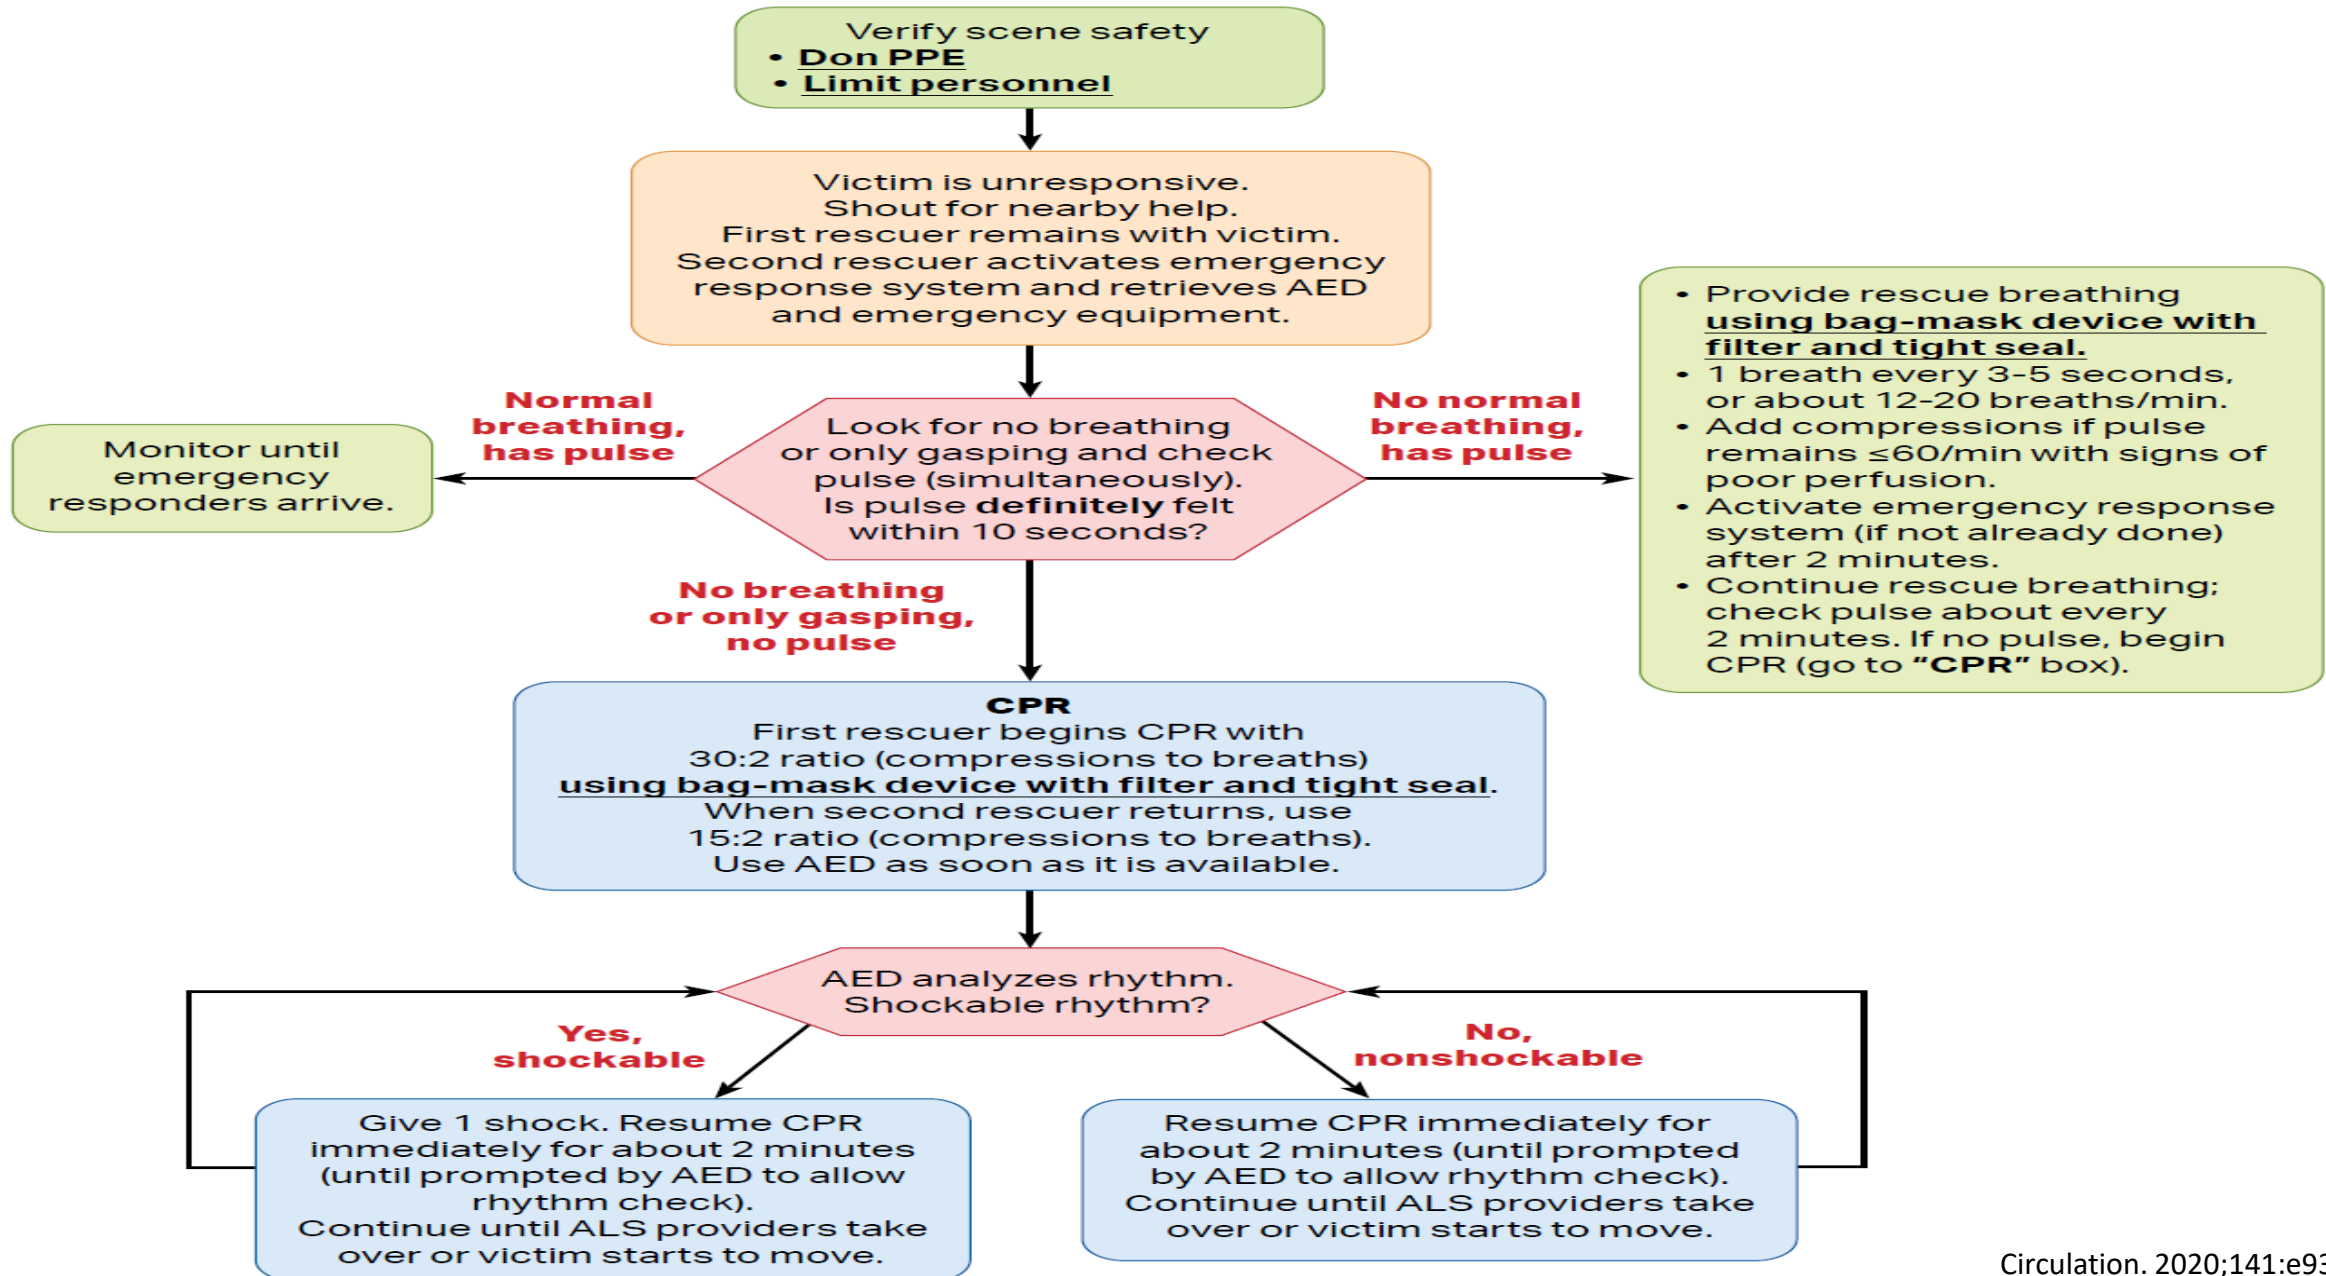 Verify scene safety
• Don PPE
• Limit personnel
Victim is unresponsive.
Shout for nearby help.
First rescuer remains with victim.
Second rescuer activates emergency
response system and retrieves AED
and emergency equipment.
Normal
breathing,
has pulse
Monitor until
emergency
responders arrive.
Look for no breathing
or only gasping and check
pulse (simultaneously).
Is pulse definitely felt
within 10 seconds?
No normal
breathing,
has pulse
• Provide rescue breathing
using bag-mask device with
filter and tight seal.
• 1 breath every 3-5 seconds,
or about 12-20 breaths/min.
• Add compressions if pulse
remains ≤60/min with signs of
poor perfusion.
• Activate emergency response
system (if not already done)
after 2 minutes.
• Continue rescue breathing;
check pulse about every
2 minutes. If no pulse, begin
CPR (go to “CPR” box).
No breathing
or only gasping,
no pulse
CPR
First rescuer begins CPR with
30:2 ratio (compressions to breaths)
using bag-mask device with filter and tight seal.
When second rescuer returns, use
15:2 ratio (compressions to breaths).
Use AED as soon as it is available.
AED analyzes rhythm.
Shockable rhythm?
Yes,
shockable
No,
nonshockable
Give 1 shock. Resume CPR
immediately for about 2 minutes
(until prompted by AED to allow
rhythm check).
Continue until ALS providers take
over or victim starts to move.
Resume CPR immediately for
about 2 minutes (until prompted
by AED to allow rhythm check).
Continue until ALS providers take
over or victim starts to move.
Circulation. 2020;141:e93